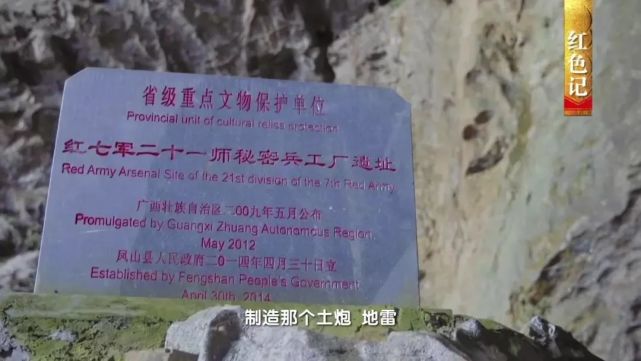 省级重点文物保护单位
Provincial unit of cultural reliss protection
红七军二十一师秘密兵工厂遗址
Red Army Arsenal Site of the 21st division of the 7th Red Army
广西壮族自治区二00九年五月公布
Promulgated by Guangxi Zhuang Autonomous Region,
May 2012
凤山县人民政府二〇一四年四月三十日立
Established by Fengshan People's Government
April 30th, 2014
红色记
制造那个土炮 地雷